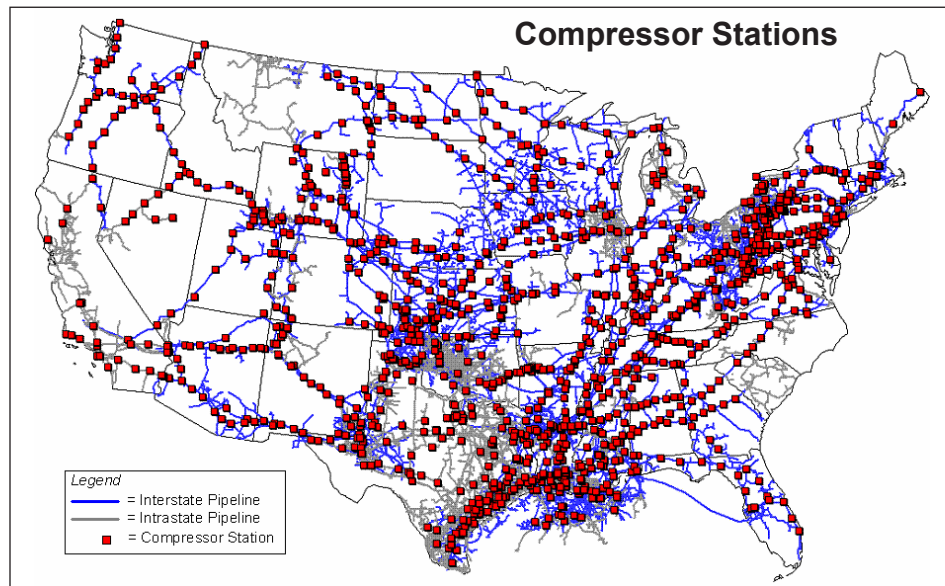 Compressor Stations
Legend
= Interstate Pipeline
= Intrastate Pipeline
= Compressor Station